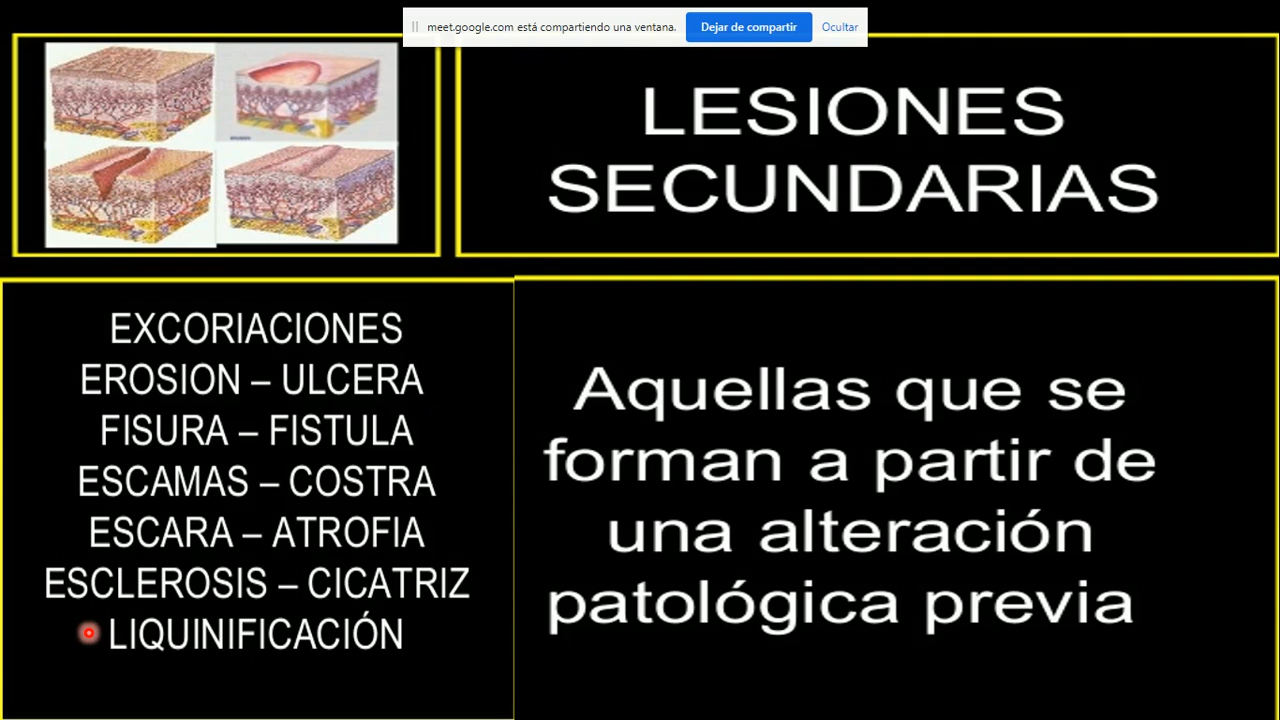 meet.google.com está compartiendo una ventana.
Dejar de compartir
Ocultar
LESIONES
SECUNDARIAS
EXCORIACIONES
EROSION – ULCERA
FISURA – FISTULA
ESCAMAS – COSTRA
ESCARA – ATROFIA
ESCLEROSIS – CICATRIZ
LIQUINIFICACIÓN
Aquellas que se
forman a partir de
una alteración
patológica previa